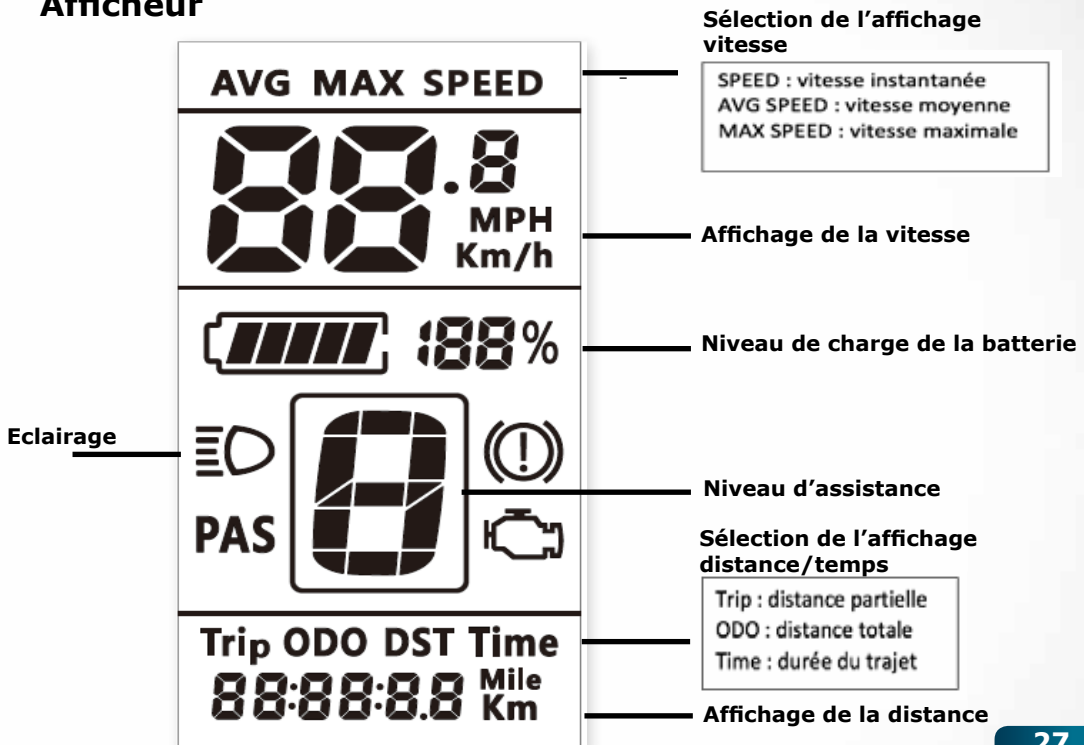 Afficheur
Sélection de l'affichage
vitesse
SPEED : vitesse instantanée
AVG SPEED : vitesse moyenne
MAX SPEED : vitesse maximale
AVG MAX SPEED
88.8
MPH
Km/h
Affichage de la vitesse
188%
Niveau de charge de la batterie
Eclairage
PAS
8
Niveau d'assistance
Sélection de l'affichage
distance/temps
Trip : distance partielle
ODO : distance totale
Time : durée du trajet
Trip ODO DST Time
88:88:8.8
Mile
Km
Affichage de la distance
27